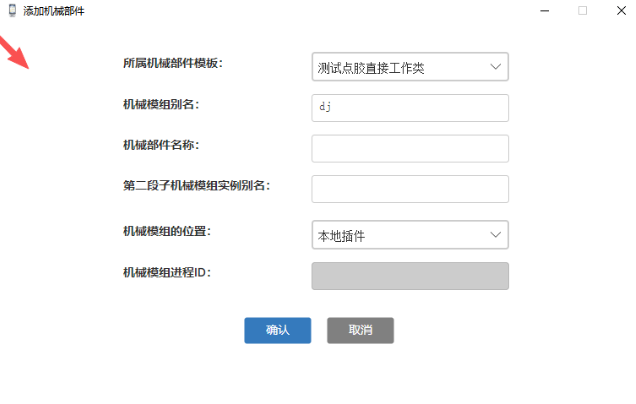 添加机械部件
所属机械部件模板：
测试点胶直接工作类
机械模组别名：
dj
机械部件名称：
第二段子机械模组实例别名：
机械模组的位置：
本地插件
机械模组进程ID：
确认
取消